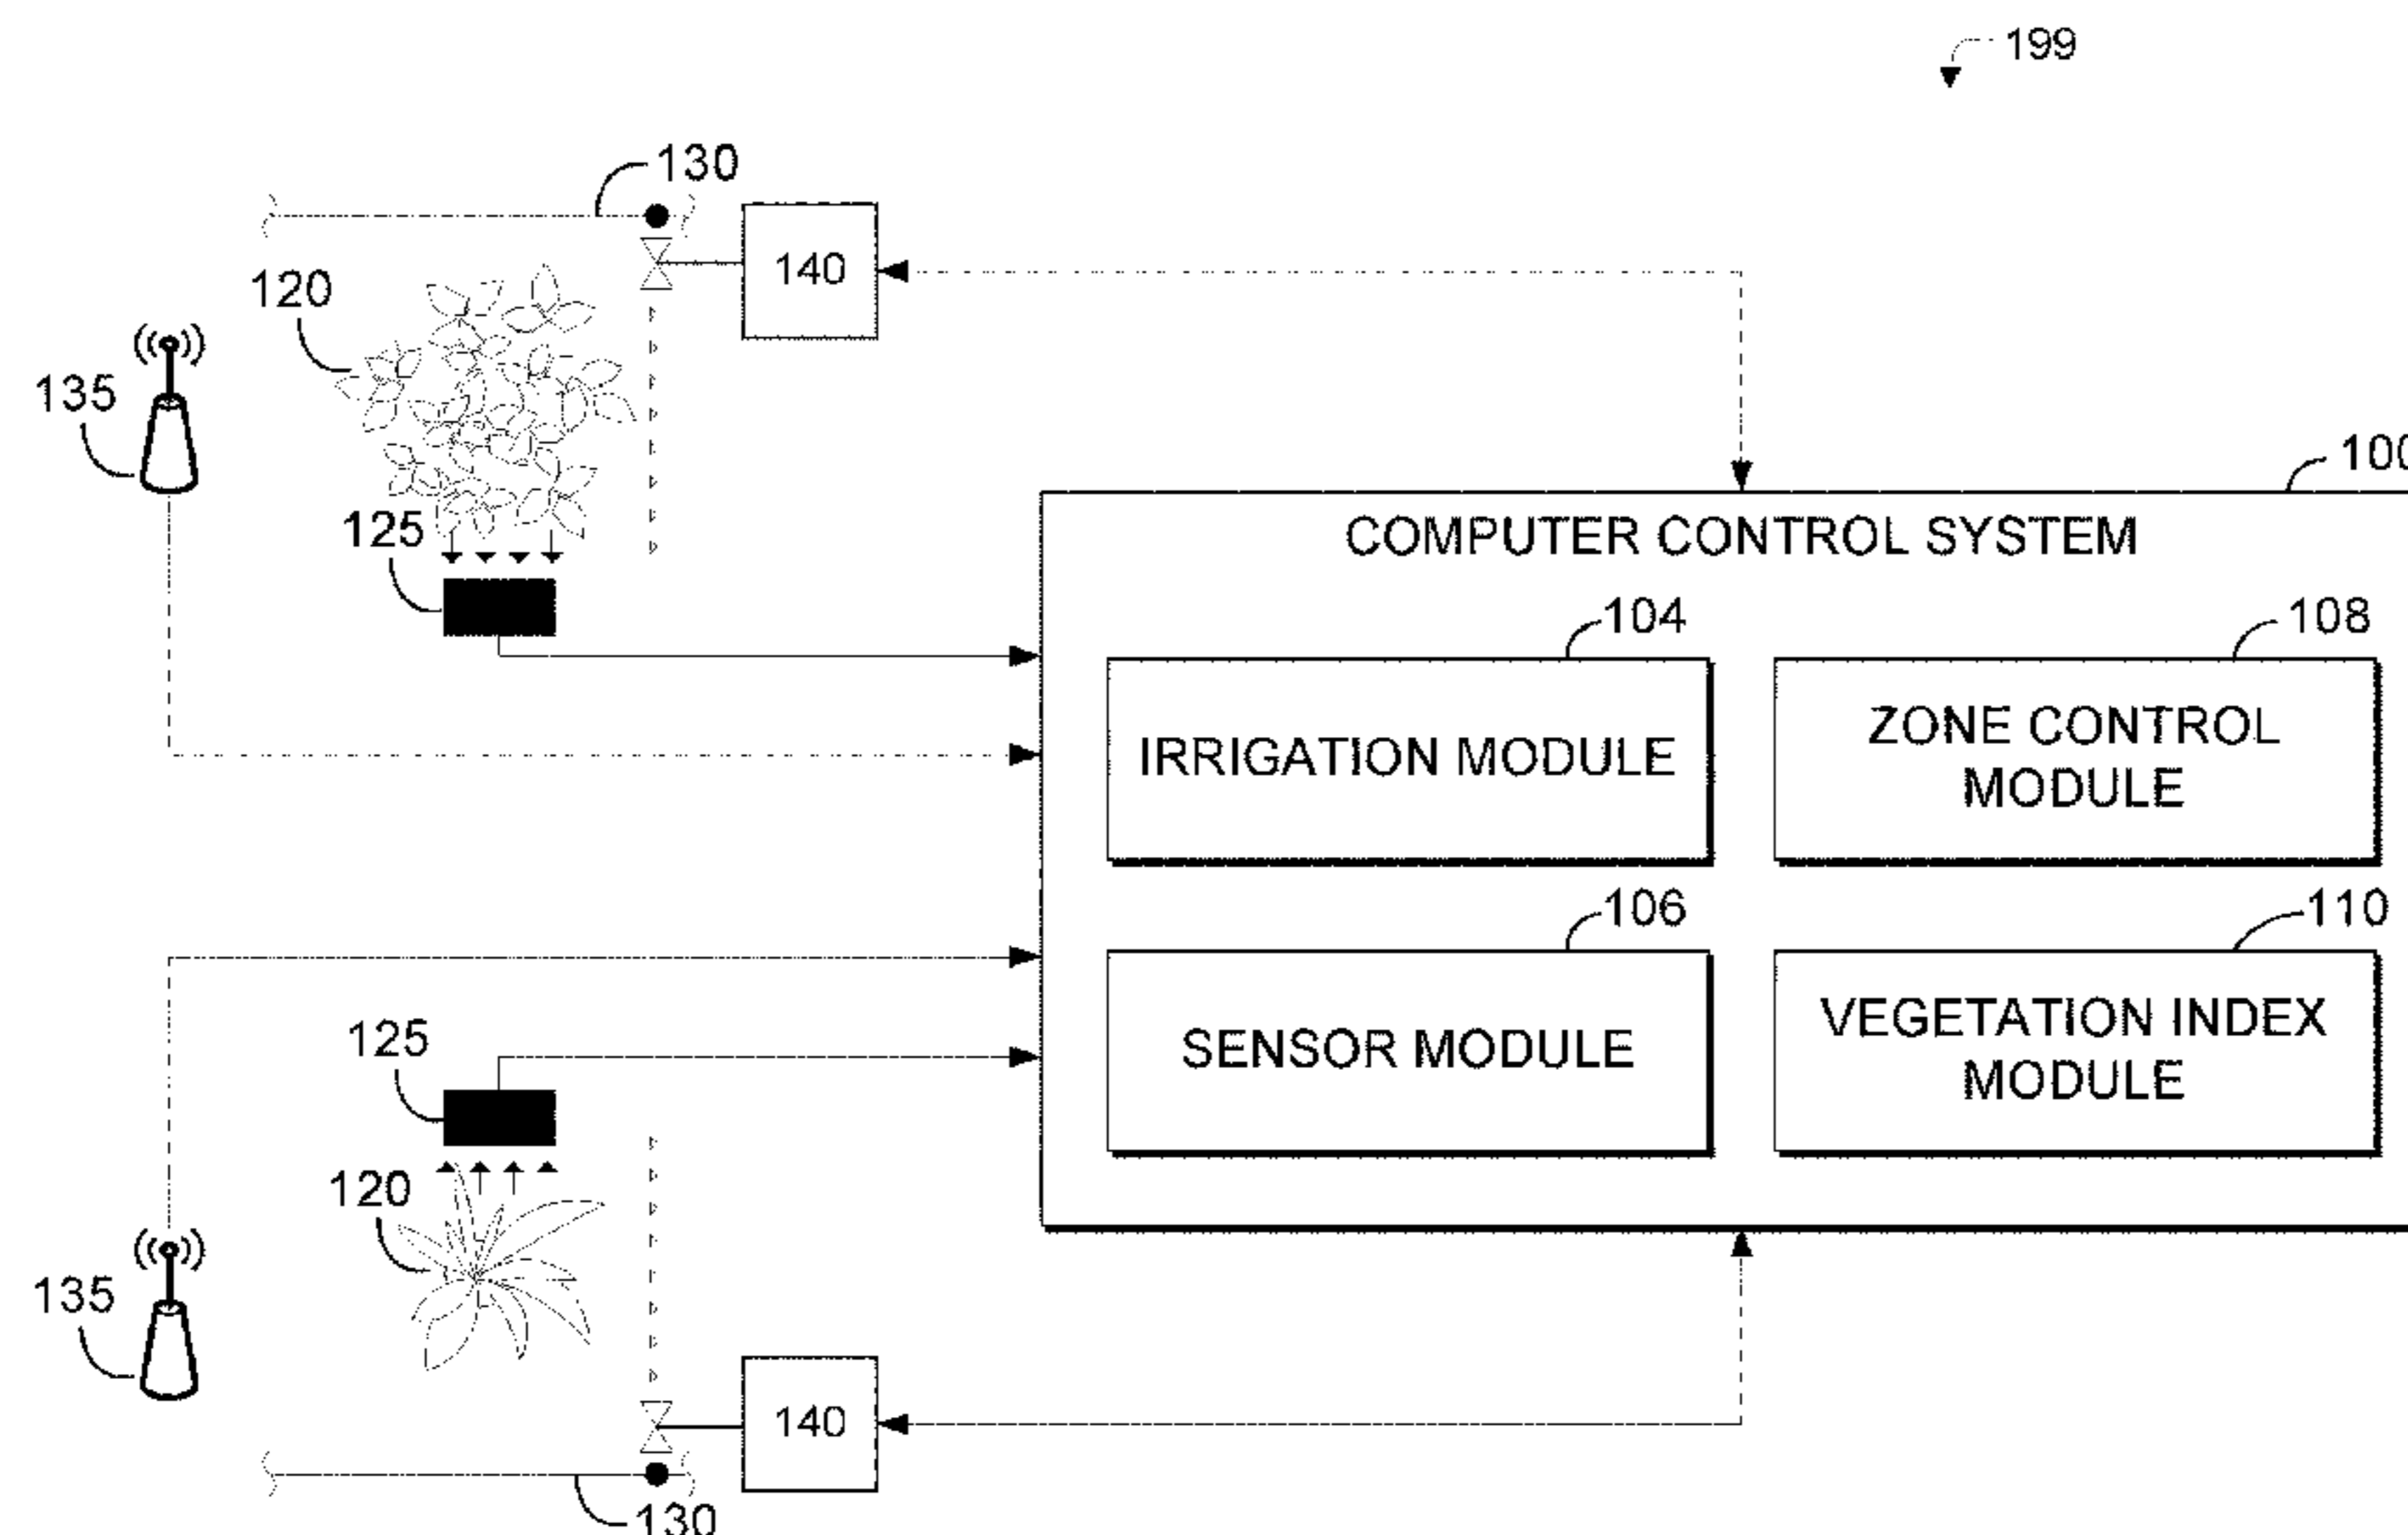 199
130
140
120
135
100
125
COMPUTER CONTROL SYSTEM
104
108
IRRIGATION MODULE
ZONE CONTROL
MODULE
106
110
SENSOR MODULE
VEGETATION INDEX
MODULE
125
120
135
140
130